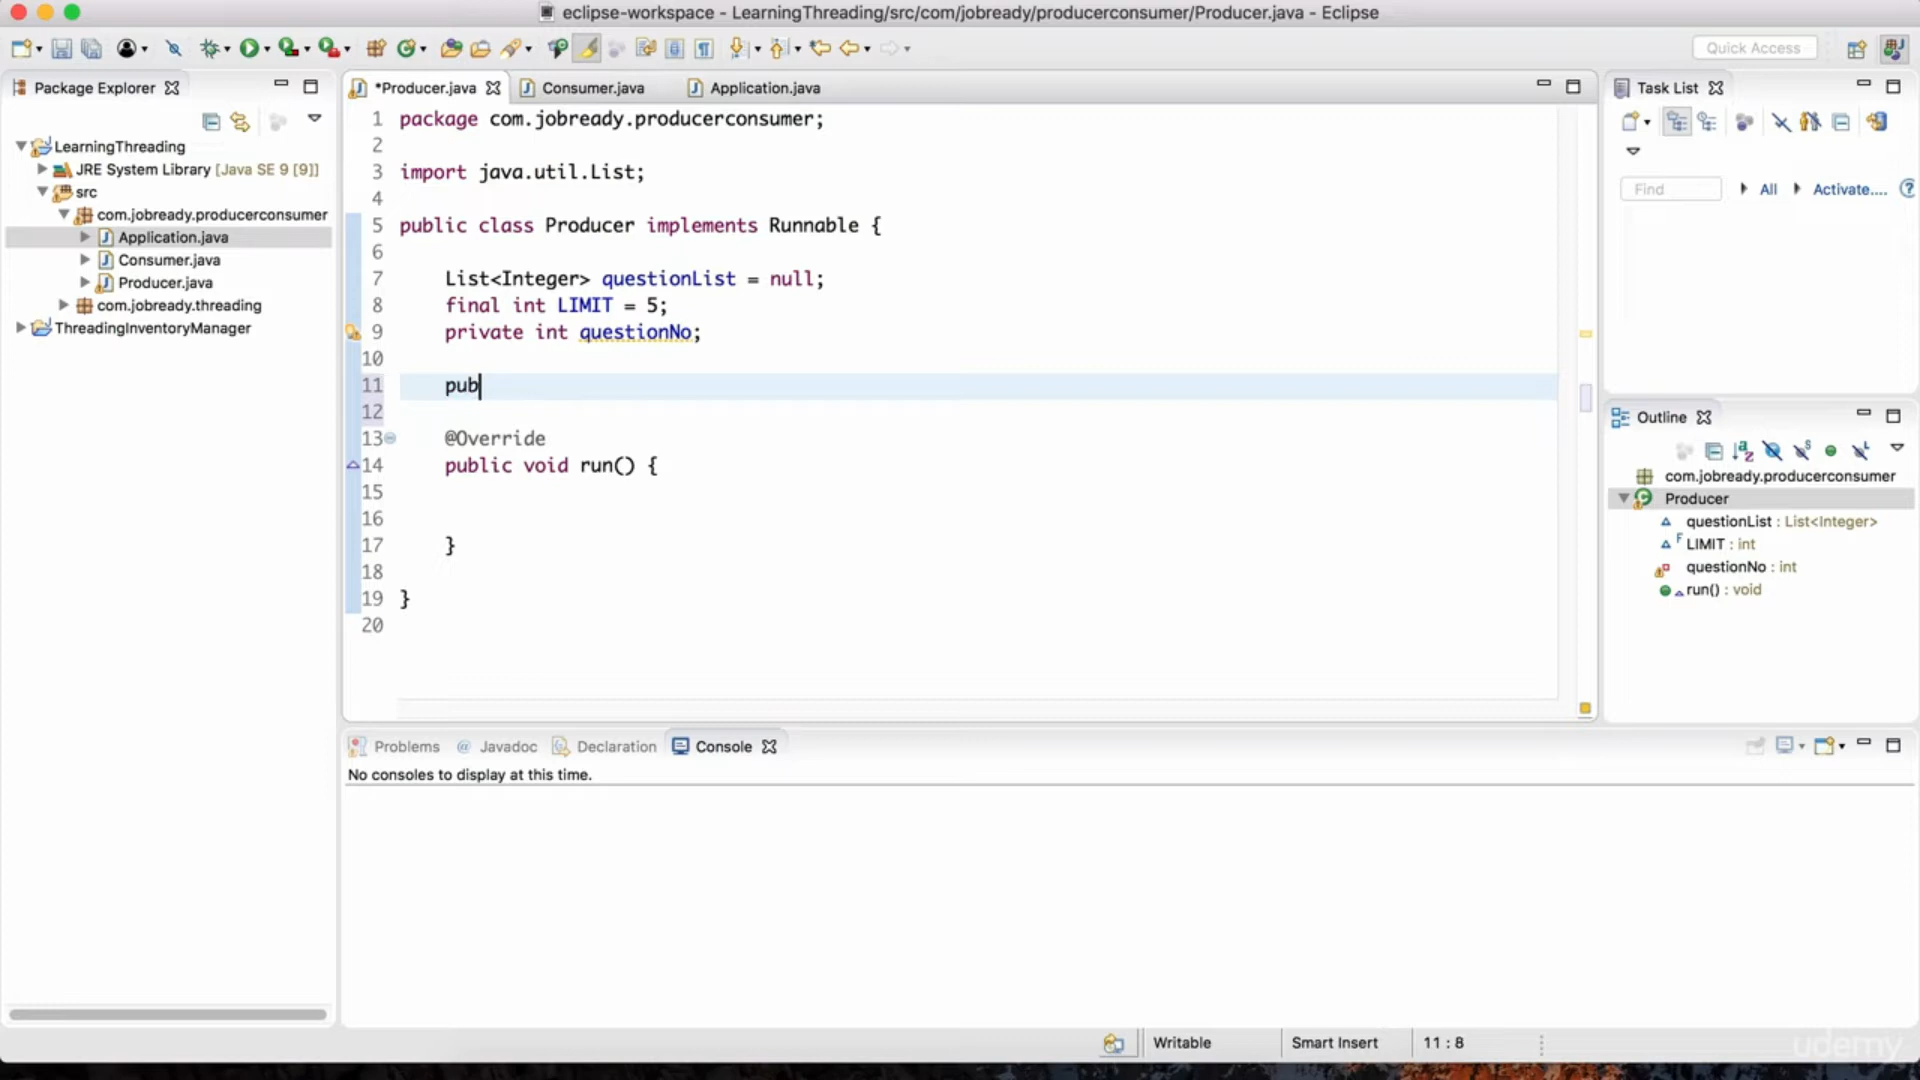 eclipse-workspace - LearningThreading/src/com/jobready/producerconsumer/Producer.java - Eclipse
Quick Access
Package Explorer
*Producer.java
Consumer.java
Application.java
Task List
LearningThreading
JRE System Library [Java SE 9 [9]]
src
com.jobready.producerconsumer
Application.java
Consumer.java
Producer.java
com.jobready.threading
ThreadingInventoryManager
1 package com.jobready.producerconsumer;
2
3 import java.util.List;
4
5 public class Producer implements Runnable {
6
7 List<Integer> questionList = null;
8 final int LIMIT = 5;
9 private int questionNo;
10
11 pub
12
13 @Override
14 public void run() {
15
16
17 }
18
19 }
20
Find
All
Activate....
Outline
com.jobready.producerconsumer
Producer
questionList : List<Integer>
LIMIT : int
questionNo : int
run() : void
Problems
@ Javadoc
Declaration
Console
No consoles to display at this time.
Writable
Smart Insert
11 : 8
udemy